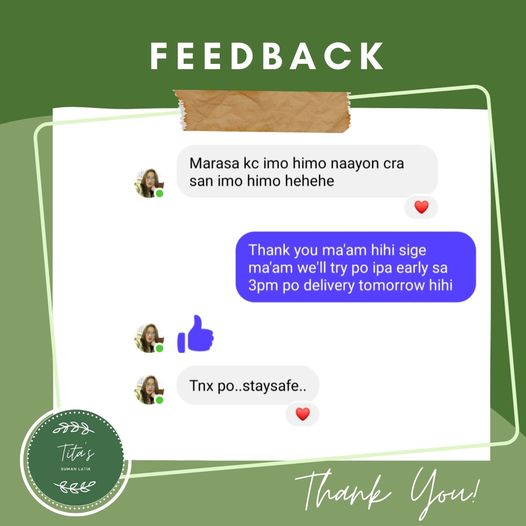 FEEDBACK
Marasa kc imo himo naayon cra
san imo himo hehehe
Thank you ma'am hihi sige
ma'am we'll try po ipa early sa
3pm po delivery tomorrow hihi
Tnx po..staysafe..
Tita's
SUMAN LATIK
Thank You!